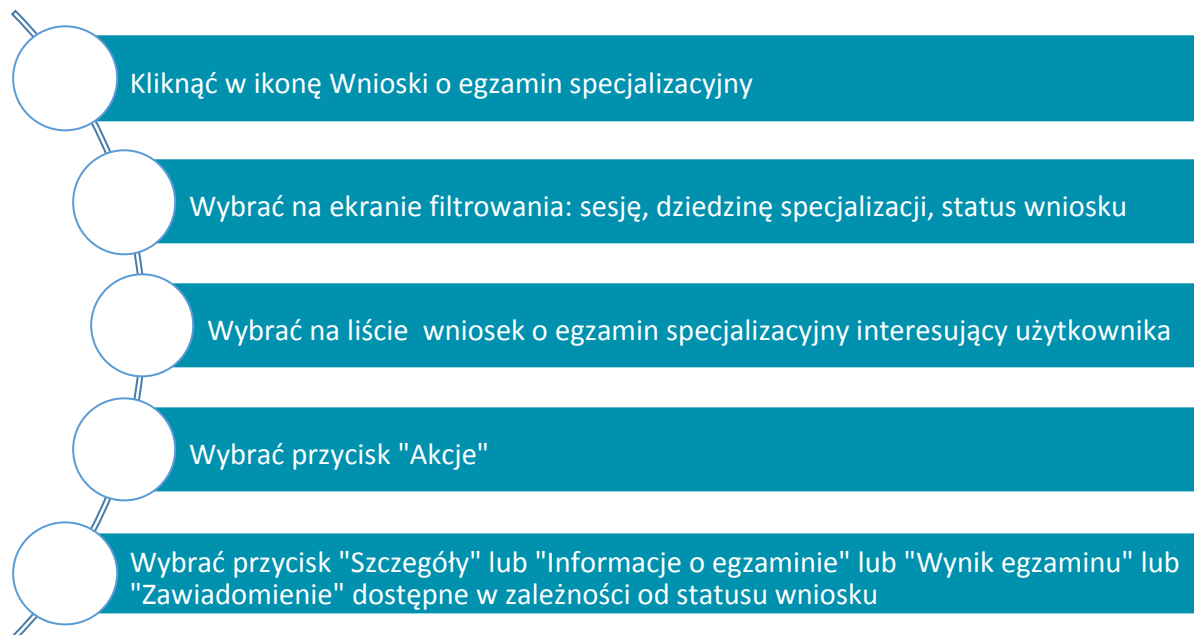 Kliknąć w ikonę Wnioski o egzamin specjalizacyjny
Wybrać na ekranie filtrowania: sesję, dziedzinę specjalizacji, status wniosku
Wybrać na liście  wniosek o egzamin specjalizacyjny interesujący użytkownika
Wybrać przycisk "Akcje"
Wybrać przycisk "Szczegóły" lub "Informacje o egzaminie" lub "Wynik egzaminu" lub
"Zawiadomienie" dostępne w zależności od statusu wniosku